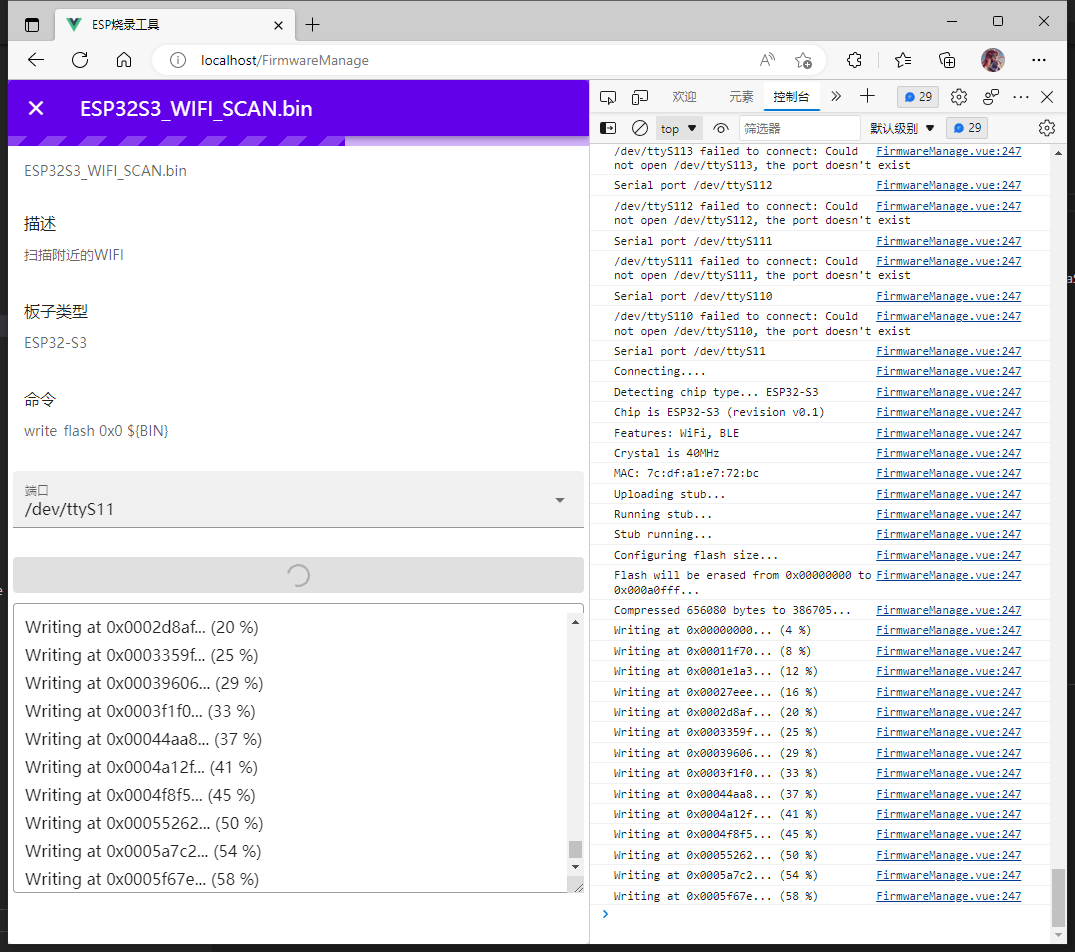 ESP烧录工具
localhost/FirmwareManage
ESP32S3_WIFI_SCAN.bin
ESP32S3_WIFI_SCAN.bin
描述
扫描附近的WIFI
板子类型
ESP32-S3
命令
write flash 0x0 ${BIN}
端口
/dev/ttyS11
Writing at 0x0002d8af... (20 %)
Writing at 0x0003359f... (25 %)
Writing at 0x00039606... (29 %)
Writing at 0x0003f1f0... (33 %)
Writing at 0x00044aa8... (37 %)
Writing at 0x0004a12f... (41 %)
Writing at 0x0004f8f5... (45 %)
Writing at 0x00055262... (50 %)
Writing at 0x0005a7c2... (54 %)
Writing at 0x0005f67e... (58 %)
欢迎 元素 控制台 29
top 筛选器 默认级别 29
/dev/ttyS113 failed to connect: Could FirmwareManage.vue:247
not open /dev/ttyS113, the port doesn't exist
Serial port /dev/ttyS112 FirmwareManage.vue:247
/dev/ttyS112 failed to connect: Could FirmwareManage.vue:247
not open /dev/ttyS112, the port doesn't exist
Serial port /dev/ttyS111 FirmwareManage.vue:247
/dev/ttyS111 failed to connect: Could FirmwareManage.vue:247
not open /dev/ttyS111, the port doesn't exist
Serial port /dev/ttyS110 FirmwareManage.vue:247
/dev/ttyS110 failed to connect: Could FirmwareManage.vue:247
not open /dev/ttyS110, the port doesn't exist
Serial port /dev/ttyS11 FirmwareManage.vue:247
Connecting.... FirmwareManage.vue:247
Detecting chip type... ESP32-S3 FirmwareManage.vue:247
Chip is ESP32-S3 (revision v0.1) FirmwareManage.vue:247
Features: WiFi, BLE FirmwareManage.vue:247
Crystal is 40MHz FirmwareManage.vue:247
MAC: 7c:df:a1:e7:72:bc FirmwareManage.vue:247
Uploading stub... FirmwareManage.vue:247
Running stub... FirmwareManage.vue:247
Stub running... FirmwareManage.vue:247
Configuring flash size... FirmwareManage.vue:247
Flash will be erased from 0x00000000 to FirmwareManage.vue:247
0x000a0fff...
Compressed 656080 bytes to 386705... FirmwareManage.vue:247
Writing at 0x00000000... (4 %) FirmwareManage.vue:247
Writing at 0x00011f70... (8 %) FirmwareManage.vue:247
Writing at 0x0001e1a3... (12 %) FirmwareManage.vue:247
Writing at 0x00027eee... (16 %) FirmwareManage.vue:247
Writing at 0x0002d8af... (20 %) FirmwareManage.vue:247
Writing at 0x0003359f... (25 %) FirmwareManage.vue:247
Writing at 0x00039606... (29 %) FirmwareManage.vue:247
Writing at 0x0003f1f0... (33 %) FirmwareManage.vue:247
Writing at 0x00044aa8... (37 %) FirmwareManage.vue:247
Writing at 0x0004a12f... (41 %) FirmwareManage.vue:247
Writing at 0x0004f8f5... (45 %) FirmwareManage.vue:247
Writing at 0x00055262... (50 %) FirmwareManage.vue:247
Writing at 0x0005a7c2... (54 %) FirmwareManage.vue:247
Writing at 0x0005f67e... (58 %) FirmwareManage.vue:247